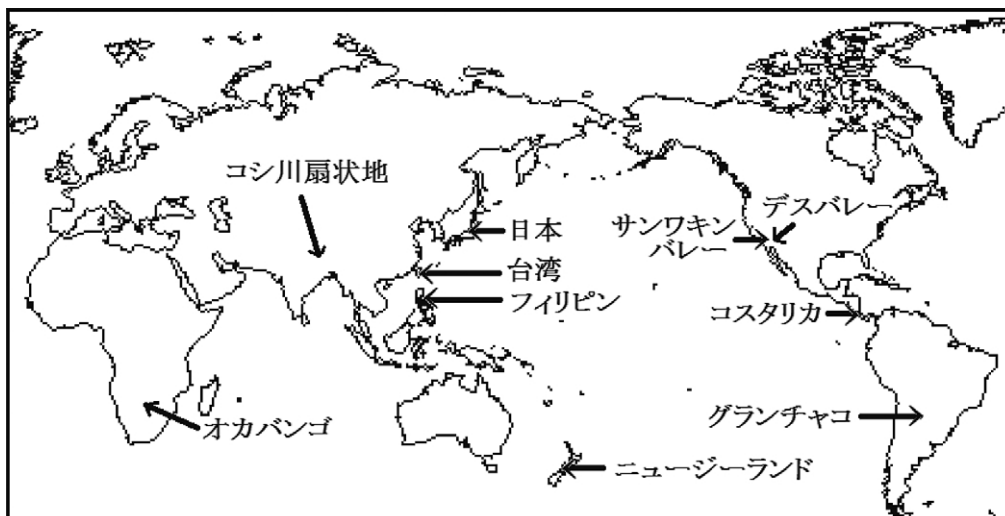 コシ川扇状地
日本
台湾
フィリピン
サンワキン
バレー
デスバレー
コスタリカ
オカバンゴ
グランチャコ
ニュージーランド